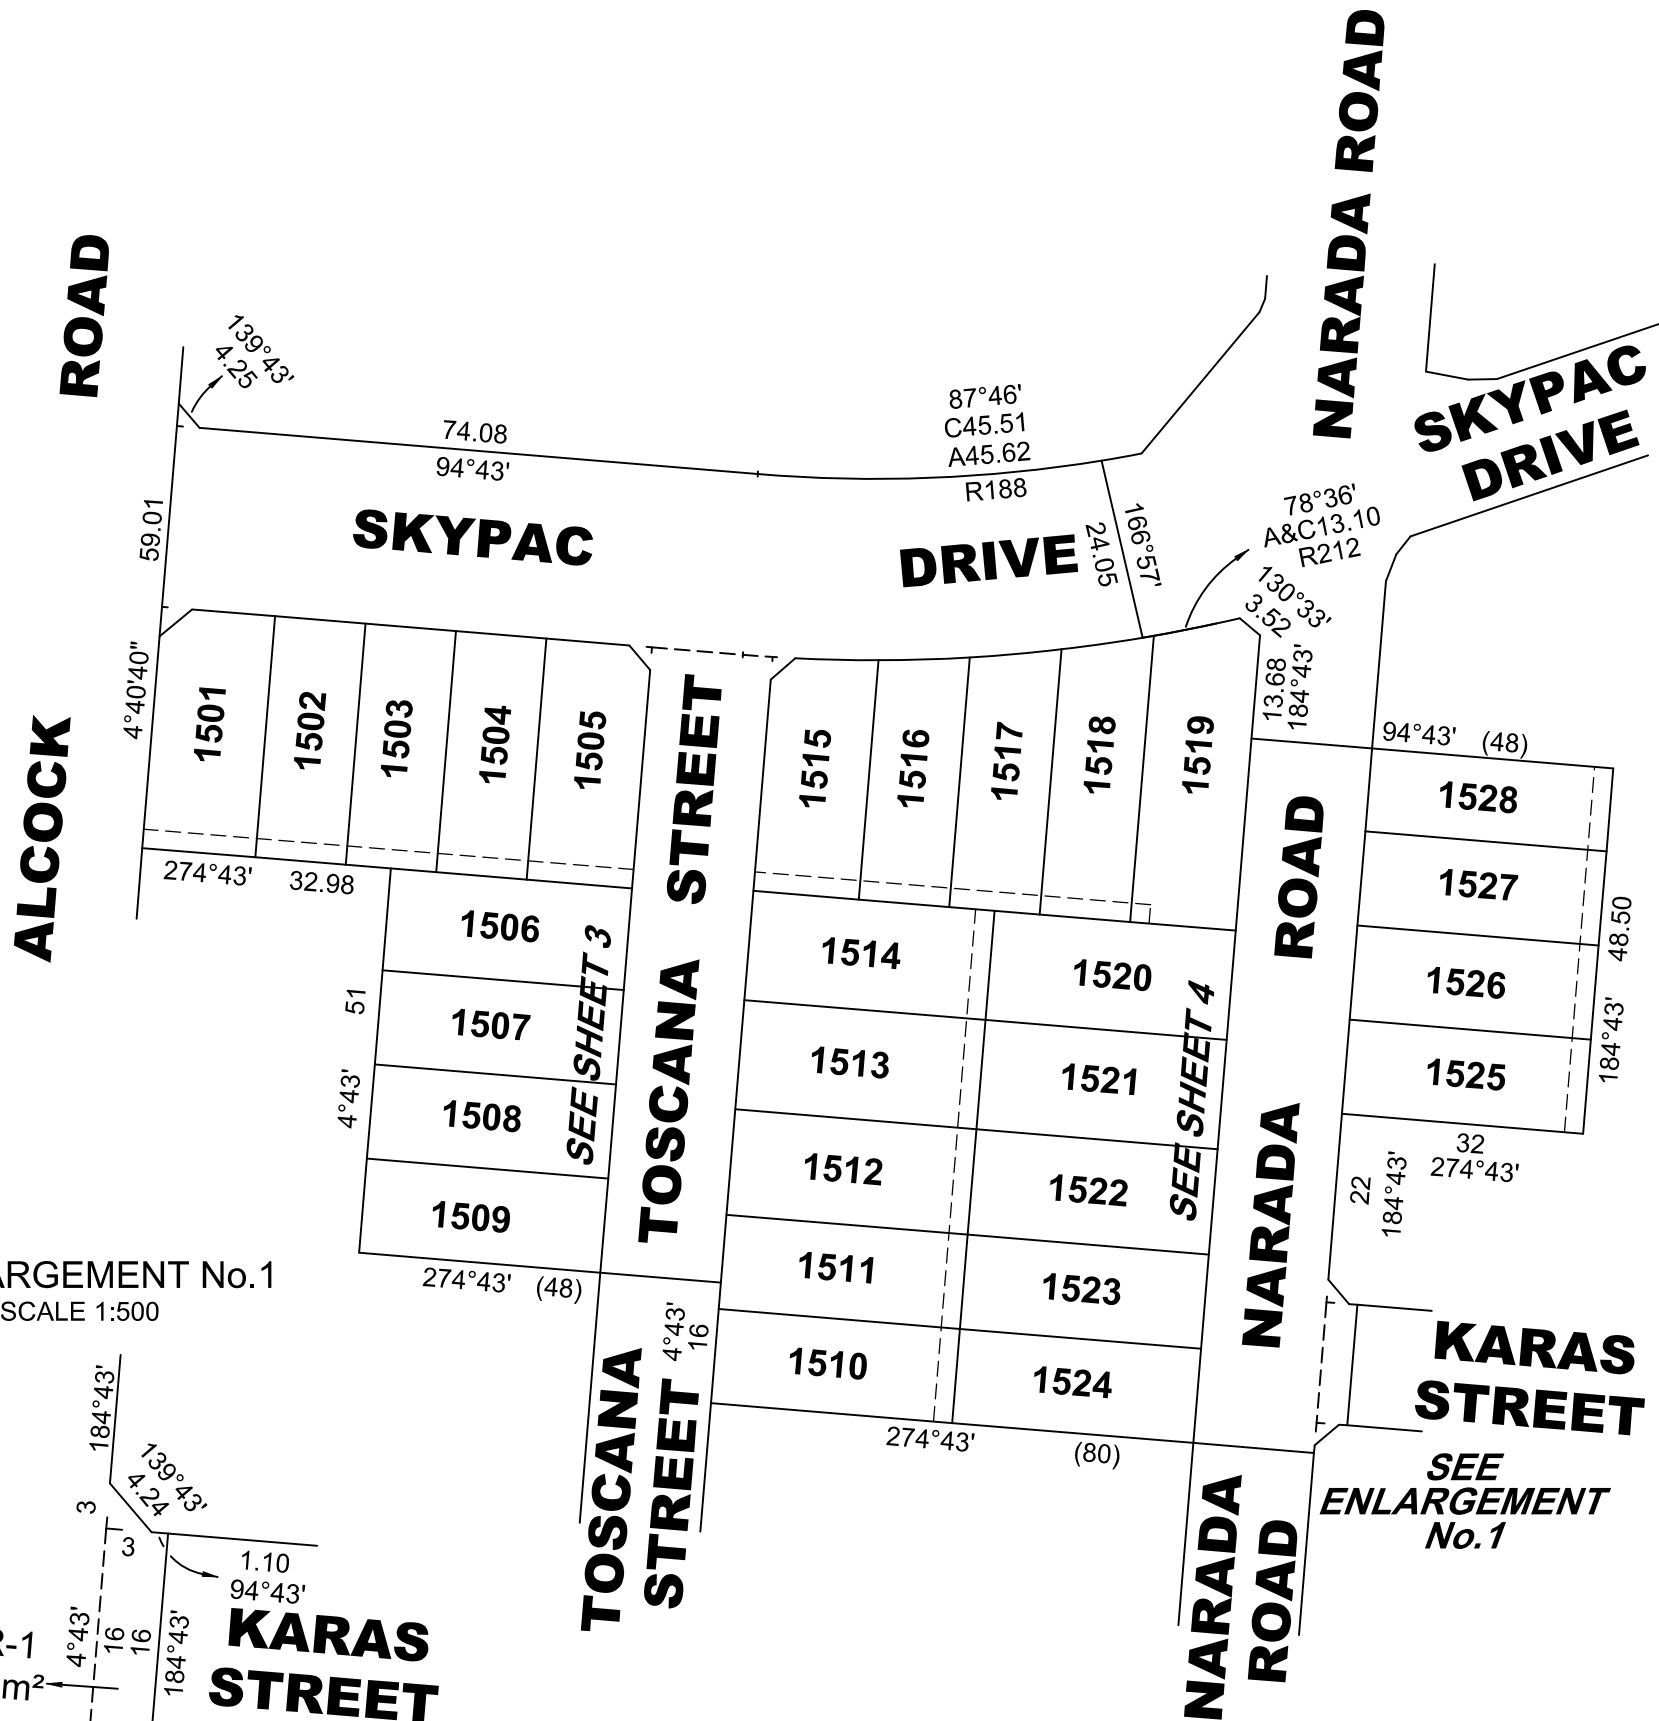 NARADA ROAD
ROAD
139°43'
4.25
74.08
94°43'
87°46'
C45.51
A45.62
R188
SKYPAC
DRIVE
59.01
SKYPAC
DRIVE
24.05
166°57'
78°36'
A&C13.10
R212
130°33'
3.52
13.68
184°43'
4°40'40"
ALCOCK
1501
1502
1503
1504
1505
STREET
1515
1516
1517
1518
1519
94°43' (48)
1528
1527
1526
1525
48.50
184°43'
274°43' 32.98
1506
1507
1508
1509
51
4°43'
SEE SHEET 3
TOSCANA
1514
1513
1512
1511
1510
1520
1521
1522
1523
1524
SEE SHEET 4
ROAD
NARADA
32
274°43'
22
184°43'
274°43' (48)
4°43'
16
TOSCANA
STREET
274°43' (80)
KARAS
STREET
SEE
ENLARGEMENT
No.1
NARADA
ROAD
ARGEMENT No.1
SCALE 1:500
184°43'
139°43'
4.24
3
3
1.10
94°43'
4°43'
16
16
184°43'
R-1
m²
KARAS
STREET